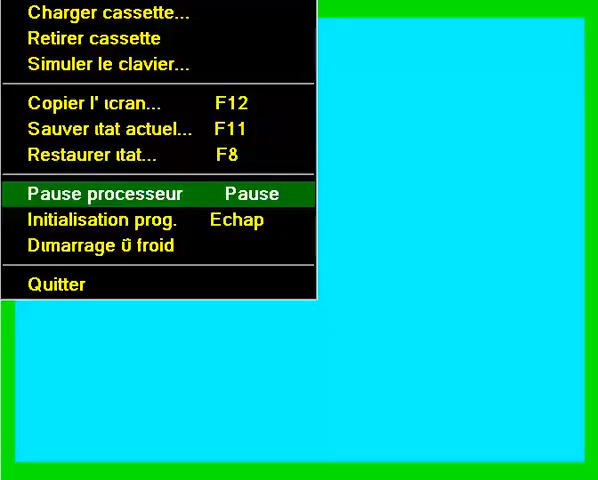 Charger cassette...
Retirer cassette
Simuler le clavier...
Copier l' ıcran... F12
Sauver ıtat actuel... F11
Restaurer ıtat... F8
Pause processeur Pause
Initialisation prog. Echap
Dımarrage ű froid
Quitter